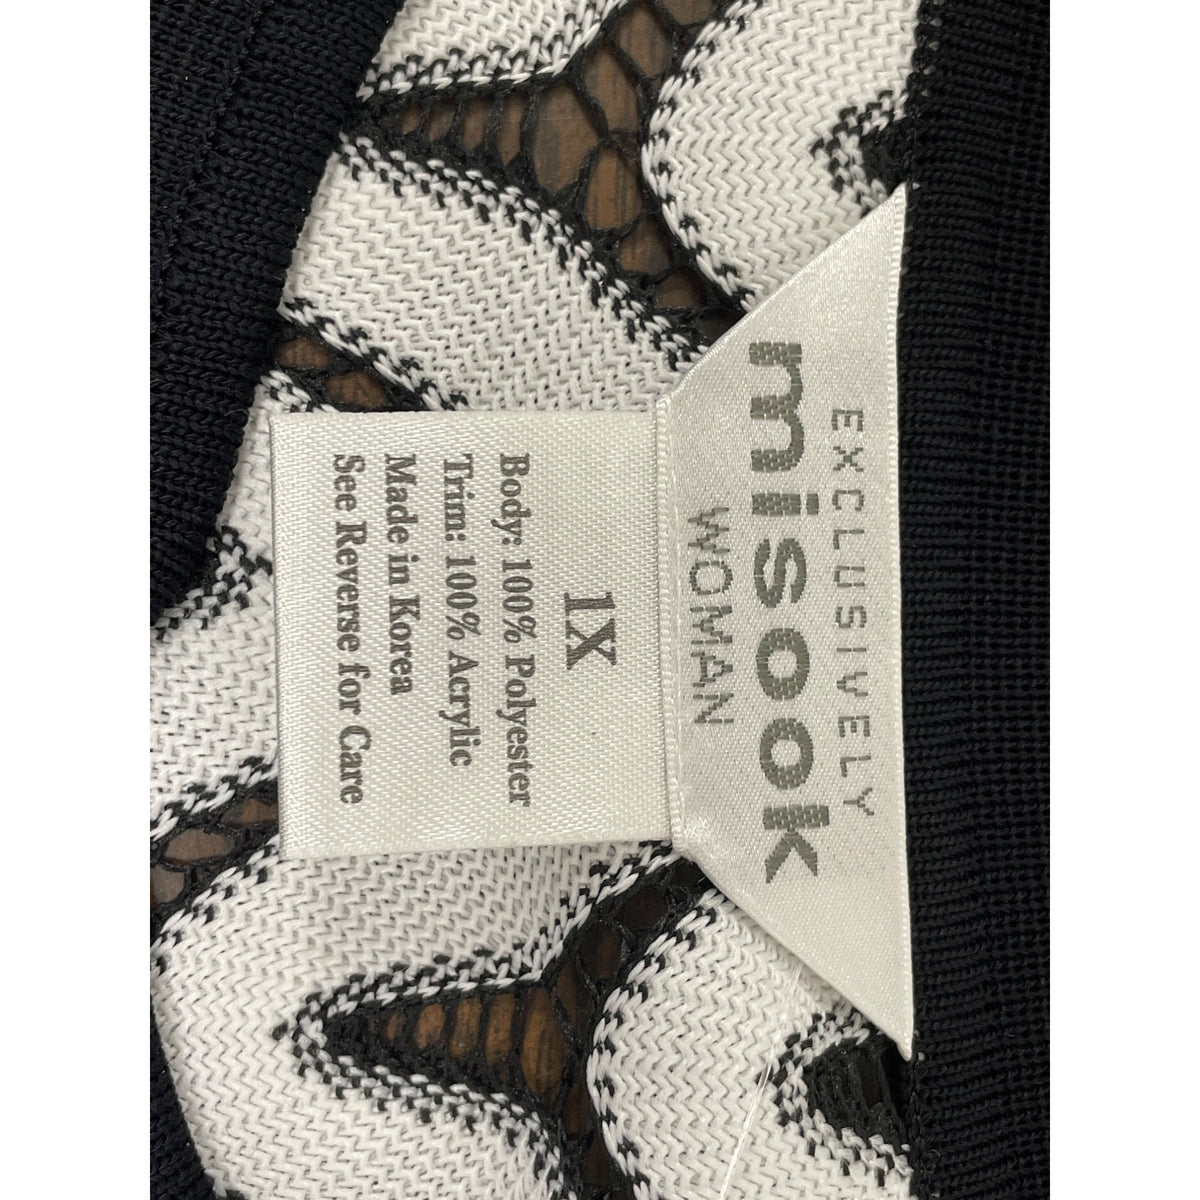 EXCLUSIVELY
misook
WOMAN
1X
Body: 100% Polyester
Trim: 100% Acrylic
Made in Korea
See Reverse for Care